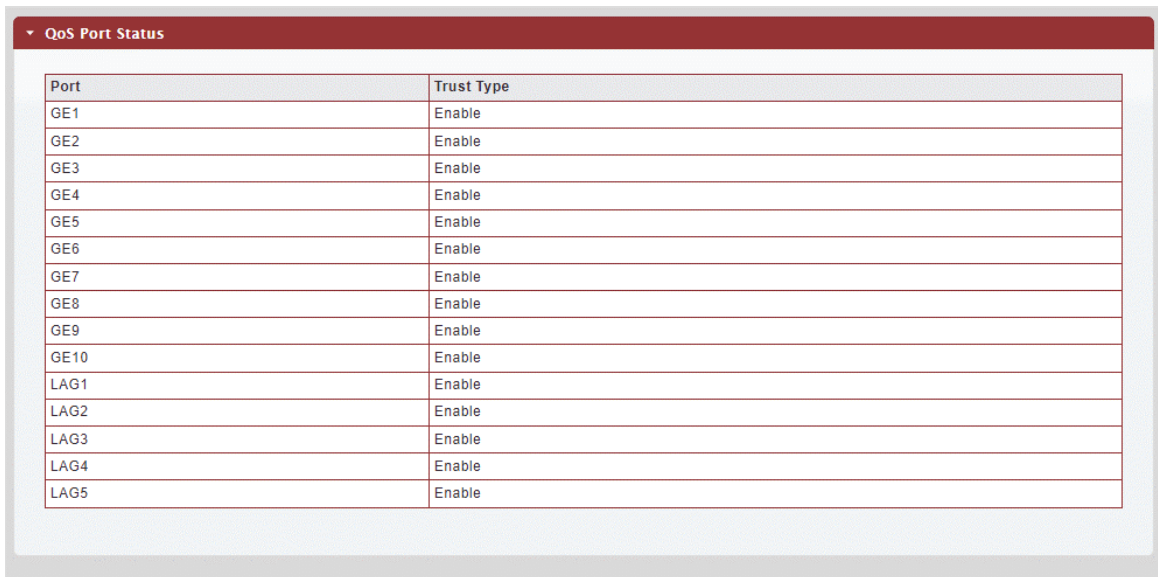 QoS Port Status
Port Trust Type
GE1 Enable
GE2 Enable
GE3 Enable
GE4 Enable
GE5 Enable
GE6 Enable
GE7 Enable
GE8 Enable
GE9 Enable
GE10 Enable
LAG1 Enable
LAG2 Enable
LAG3 Enable
LAG4 Enable
LAG5 Enable